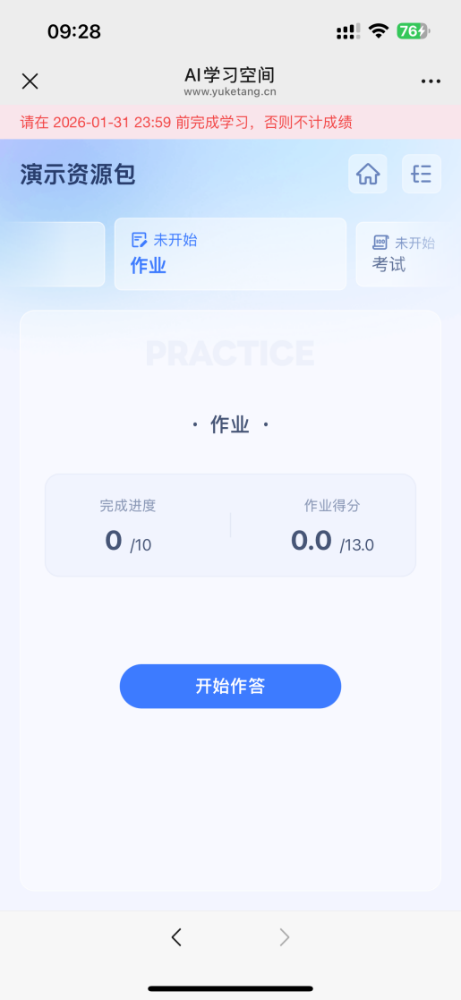 09:28
76
AI学习空间
www.yuketang.cn
请在 2026-01-31 23:59 前完成学习，否则不计成绩
演示资源包
未开始
作业
100
未开始
考试
PRACTICE
· 作业 ·
完成进度
作业得分
0 /10
0.0 /13.0
开始作答